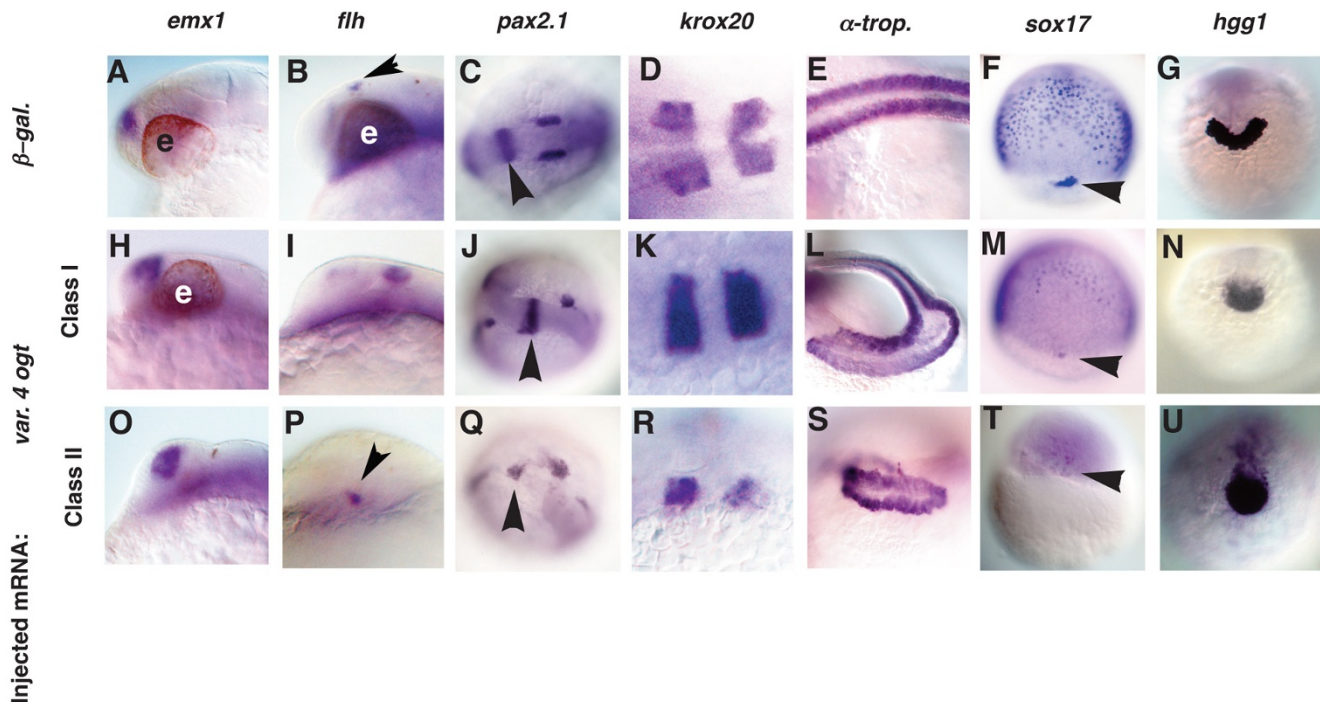 emx1 flh pax2.1 krox20 α-trop. sox17 hgg1
β-gal.
A B C D E F G
e e
Class I
H I J K L M N
e
var. 4 ogt
Class II
O P Q R S T U
Injected mRNA: